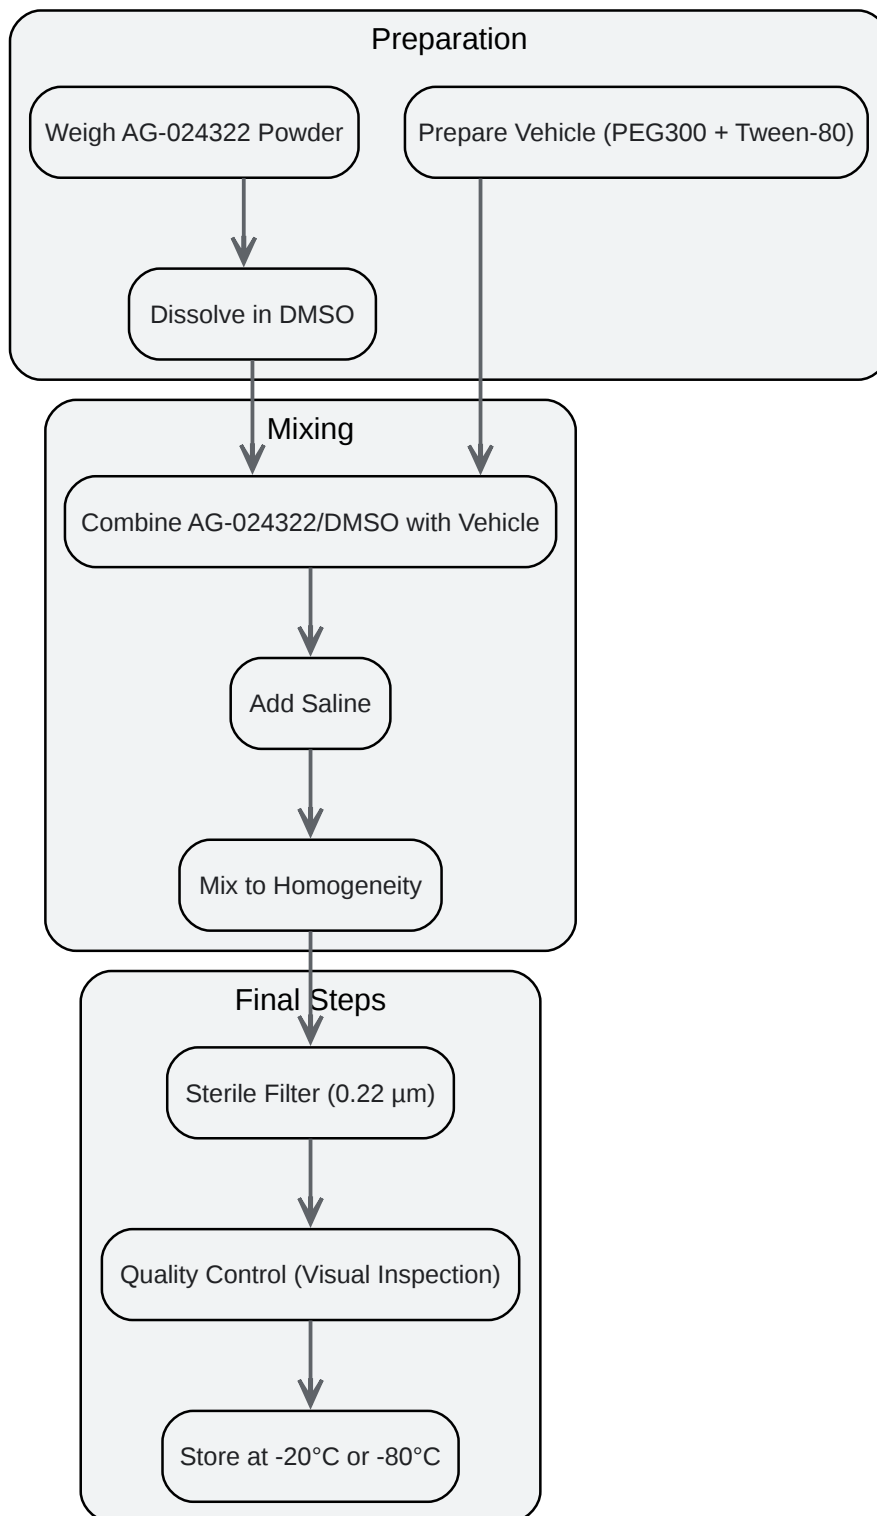 Preparation
Weigh AG-024322 Powder
Prepare Vehicle (PEG300 + Tween-80)
Dissolve in DMSO
Mixing
Combine AG-024322/DMSO with Vehicle
Add Saline
Mix to Homogeneity
Final Steps
Sterile Filter (0.22 µm)
Quality Control (Visual Inspection)
Store at -20°C or -80°C